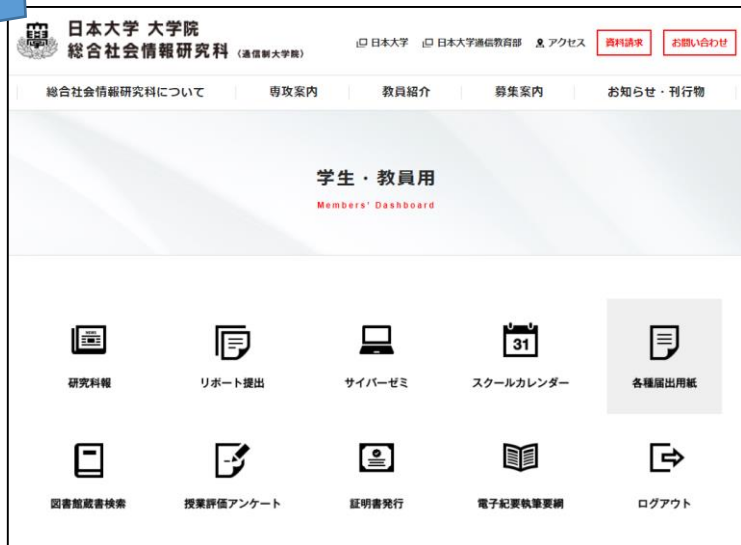 日本大学 大学院
総合社会情報研究科 (通信制大学院)
日本大学 日本大学通信教育部 アクセス 資料請求 お問い合わせ
総合社会情報研究科について 専攻案内 教員紹介 募集案内 お知らせ・刊行物
学生・教員用
Members' Dashboard
NEWS
31
研究科報 リポート提出 サイバーゼミ スクールカレンダー 各種届出用紙
図書館蔵書検索 授業評価アンケート 証明書発行 電子紀要執筆要綱 ログアウト